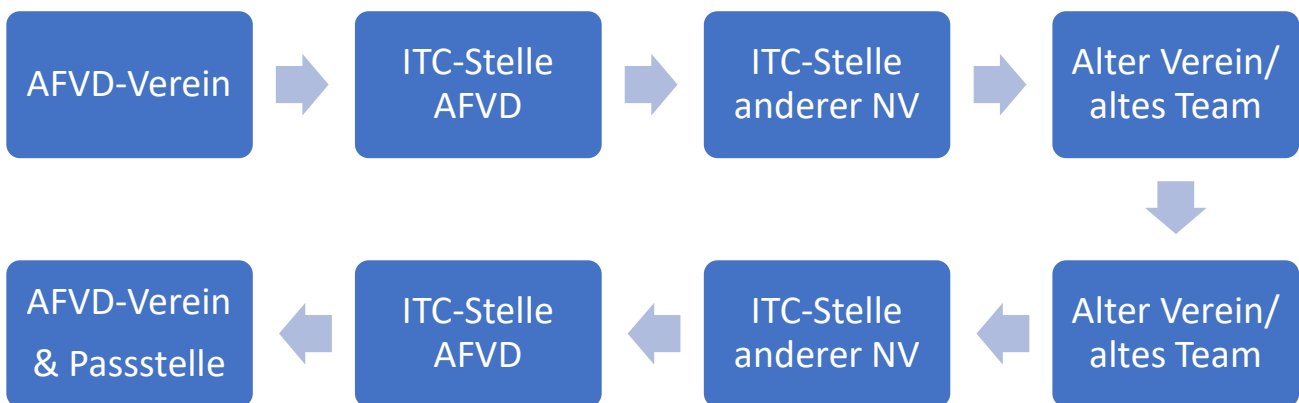 AFVD-Verein
ITC-Stelle
AFVD
ITC-Stelle
anderer NV
Alter Verein/
altes Team
AFVD-Verein
& Passstelle
ITC-Stelle
AFVD
ITC-Stelle
anderer NV
Alter Verein/
altes Team